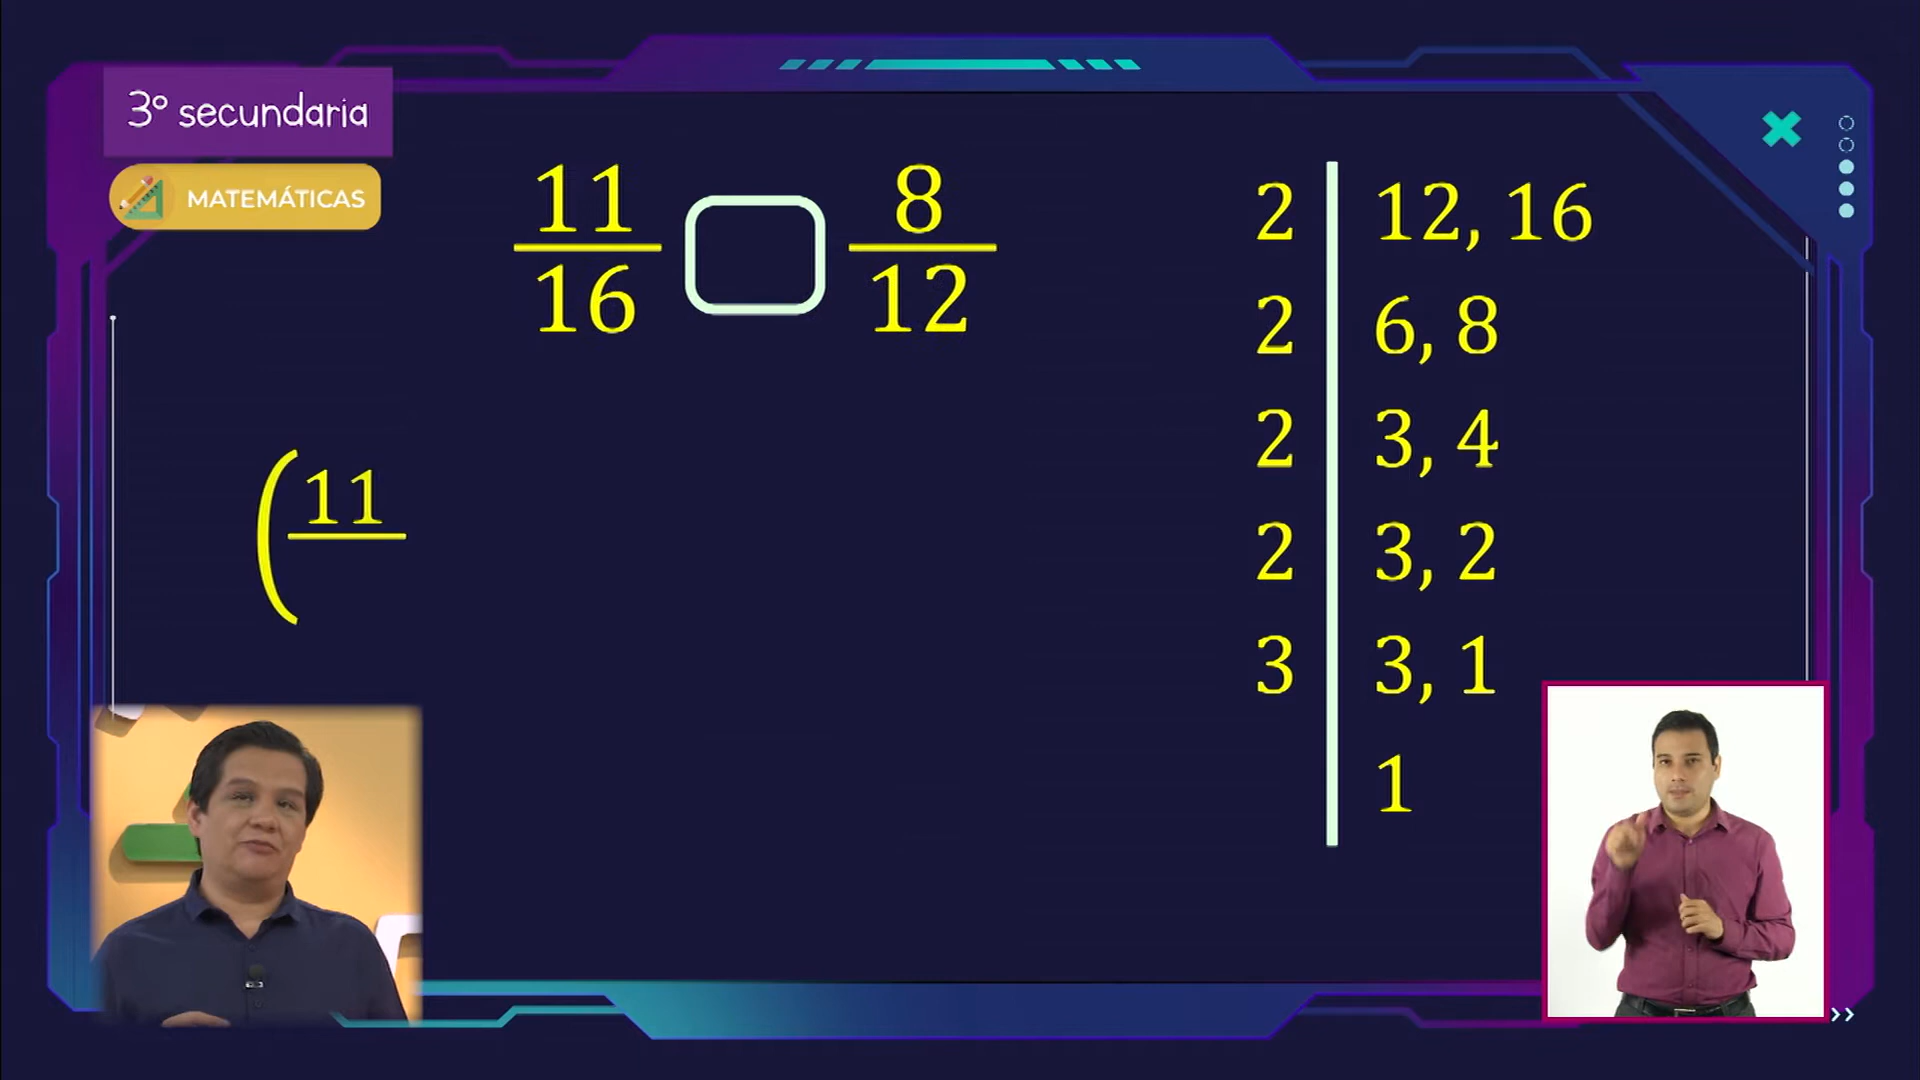 3° secundaria
MATEMÁTICAS
11
16
8
12
(11
2 | 12, 16
2 | 6, 8
2 | 3, 4
2 | 3, 2
3 | 3, 1
1